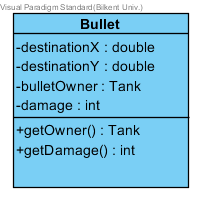 Visual Paradigm Standard(Bilkent Univ.)
Bullet
-destinationX : double
-destinationY : double
-bulletOwner : Tank
-damage : int
+getOwner() : Tank
+getDamage() : int